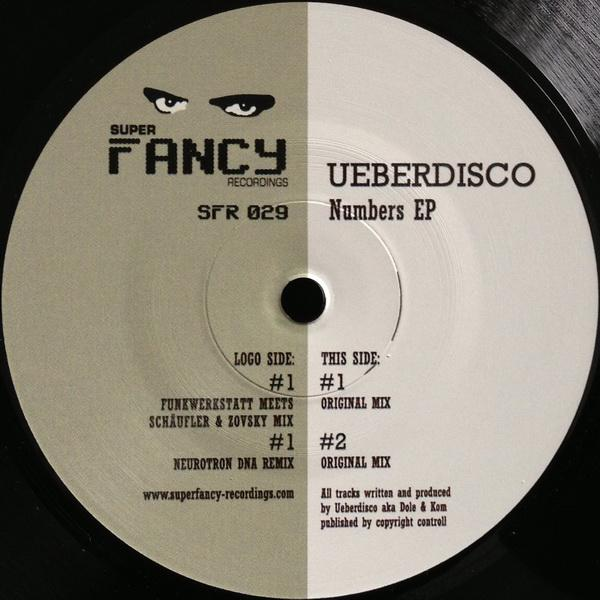 SUPER
FANCY
RECORDINGS
SFR 029
UEBERDISCO
Numbers EP
LOGO SIDE:
#1
FUNKWERKSTATT MEETS
SCHÄUFLER & ZOVSKY MIX
#1
NEUROTRON DNA REMIX
www.superfancy-recordings.com
THIS SIDE:
#1
ORIGINAL MIX
#2
ORIGINAL MIX
All tracks written and produced
by Ueberdisco aka Dole & Kom
published by copyright controll